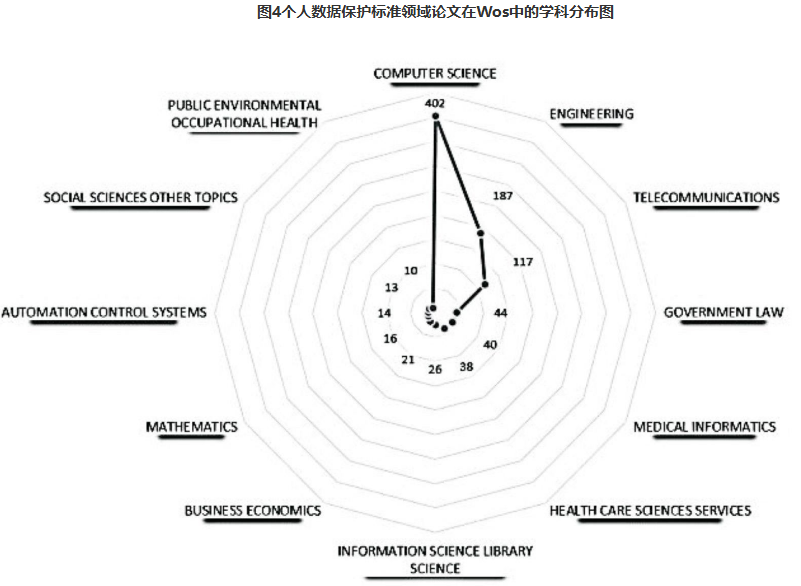 图4个人数据保护标准领域论文在Wos中的学科分布图
COMPUTER SCIENCE
402
PUBLIC ENVIRONMENTAL
OCCUPATIONAL HEALTH
ENGINEERING
187
SOCIAL SCIENCES OTHER TOPICS
TELECOMMUNICATIONS
117
10
13
AUTOMATION CONTROL SYSTEMS
14
44
GOVERNMENT LAW
16
40
21
26
38
MATHEMATICS
MEDICAL INFORMATICS
BUSINESS ECONOMICS
HEALTH CARE SCIENCES SERVICES
INFORMATION SCIENCE LIBRARY
SCIENCE